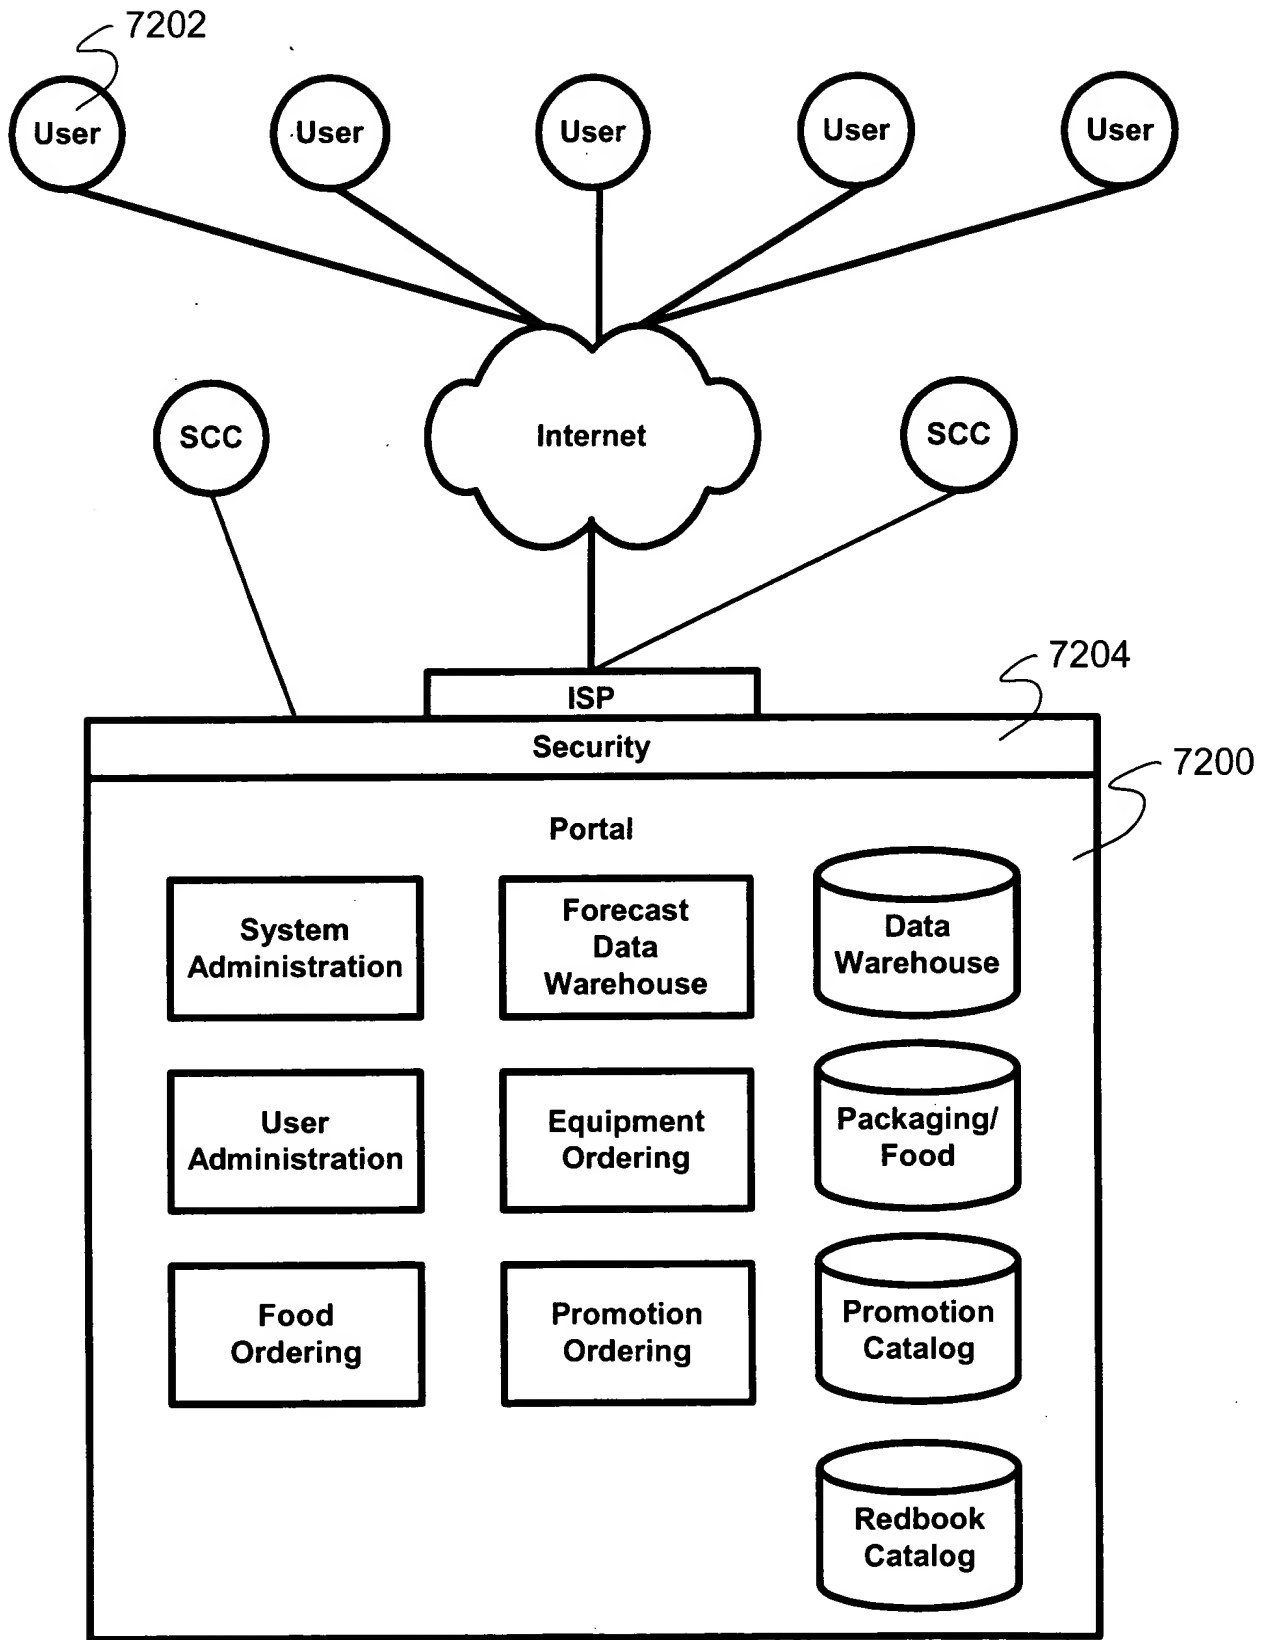 7202
User
User
User
User
User
SCC
Internet
SCC
7204
ISP
Security
7200
Portal
System
Administration
Forecast
Data
Warehouse
Data
Warehouse
User
Administration
Equipment
Ordering
Packaging/
Food
Food
Ordering
Promotion
Ordering
Promotion
Catalog
Redbook
Catalog